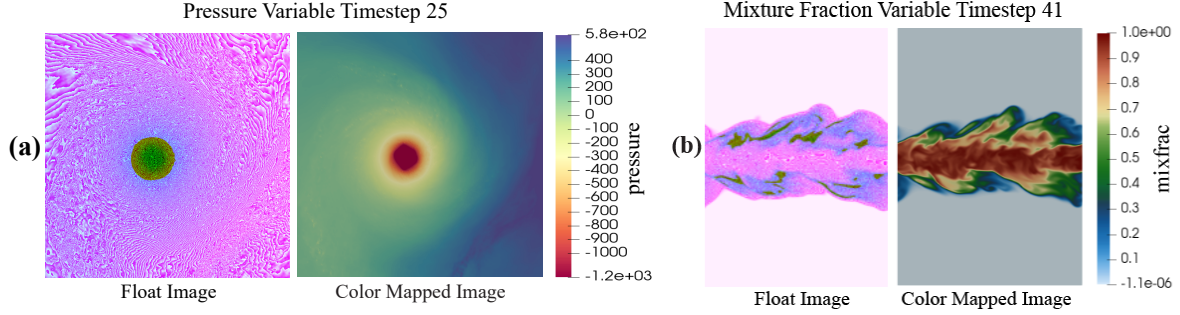 Pressure Variable Timestep 25
(a)
Float Image
Color Mapped Image
5.8e+02
400
200
100
0
-100
-300
-400
-500
-600
-700
-800
-900
-1000
-1.2e+03
pressure
Mixture Fraction Variable Timestep 41
(b)
Float Image
Color Mapped Image
1.0e+00
0.9
0.8
0.7
0.6
0.5
0.4
0.3
0.2
0.1
-1.1e-06
mixfrac